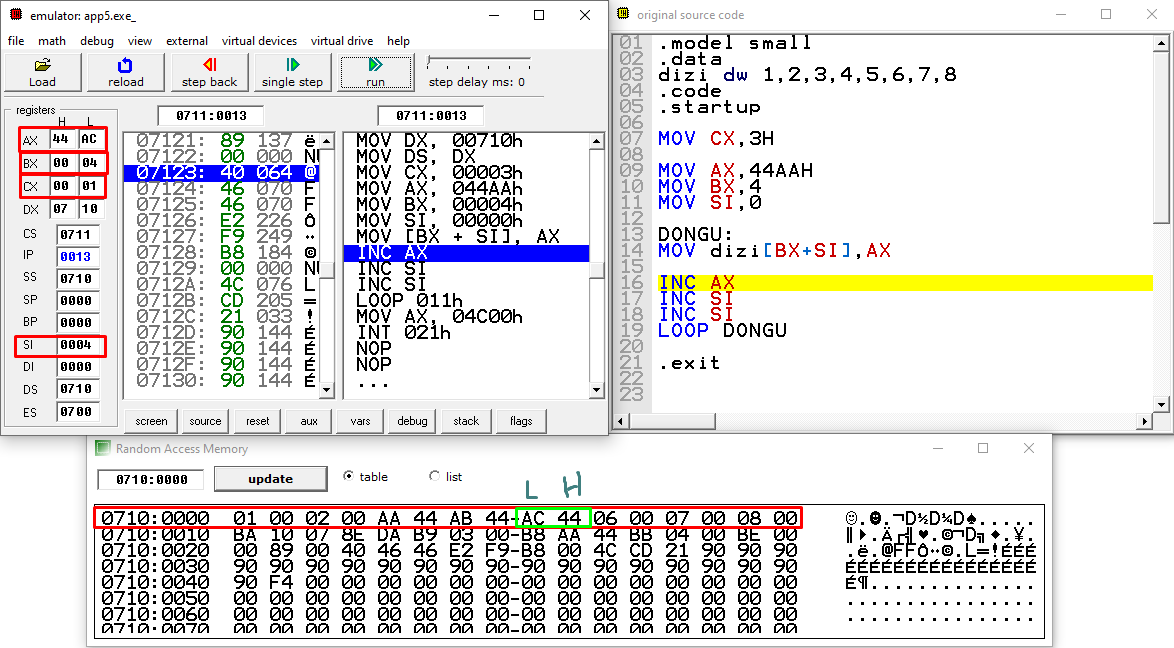 emulator: app5.exe_
file math debug view external virtual devices virtual drive help
Load reload step back single step run step delay ms: 0
registers
H L
AX 44 AC
BX 00 04
CX 00 01
DX 07 10
CS 0711
IP 0013
SS 0710
SP 0000
BP 0000
SI 0004
DI 0000
DS 0710
ES 0700
0711:0013
07121: 89 137 ë
07122: 00 000 NU
07123: 40 064 @
07124: 46 070 F
07125: 46 070 F
07126: E2 226 Ô
07127: F9 249 ¨
07128: B8 184 ©
07129: 00 000 NU
0712A: 4C 076 L
0712B: CD 205 =
0712C: 21 033 !
0712D: 90 144 É
0712E: 90 144 É
0712F: 90 144 É
07130: 90 144 É
0711:0013
MOV DX, 00710h
MOV DS, DX
MOV CX, 00003h
MOV AX, 044AAh
MOV BX, 00004h
MOV SI, 00000h
MOV [BX + SI], AX
INC AX
INC SI
INC SI
LOOP 011h
MOV AX, 04C00h
INT 021h
NOP
NOP
...
screen source reset aux vars debug stack flags
original source code
01 .model small
02 .data
03 dizi dw 1,2,3,4,5,6,7,8
04 .code
05 .startup
06
07 MOV CX,3H
08
09 MOV AX,44AAH
10 MOV BX,4
11 MOV SI,0
12
13 DONGU:
14 MOV dizi[BX+SI],AX
15
16 INC AX
17 INC SI
18 INC SI
19 LOOP DONGU
20
21 .exit
22
23
Random Access Memory
0710:0000 update table list
L H
0710:0000 01 00 02 00 AA 44 AB 44-AC 44 06 00 07 00 08 00
0710:0010 BA 10 07 8E DA B9 03 00-B8 AA 44 BB 04 00 BE 00
0710:0020 00 89 00 40 46 46 E2 F9-B8 00 4C CD 21 90 90 90
0710:0030 90 90 90 90 90 90 90 90-90 90 90 90 90 90 90 90
0710:0040 90 F4 00 00 00 00 00 00-00 00 00 00 00 00 00 00
0710:0050 00 00 00 00 00 00 00 00-00 00 00 00 00 00 00 00
0710:0060 00 00 00 00 00 00 00 00-00 00 00 00 00 00 00 00
0710:0070 00 00 00 00 00 00 00 00-00 00 00 00 00 00 00 00